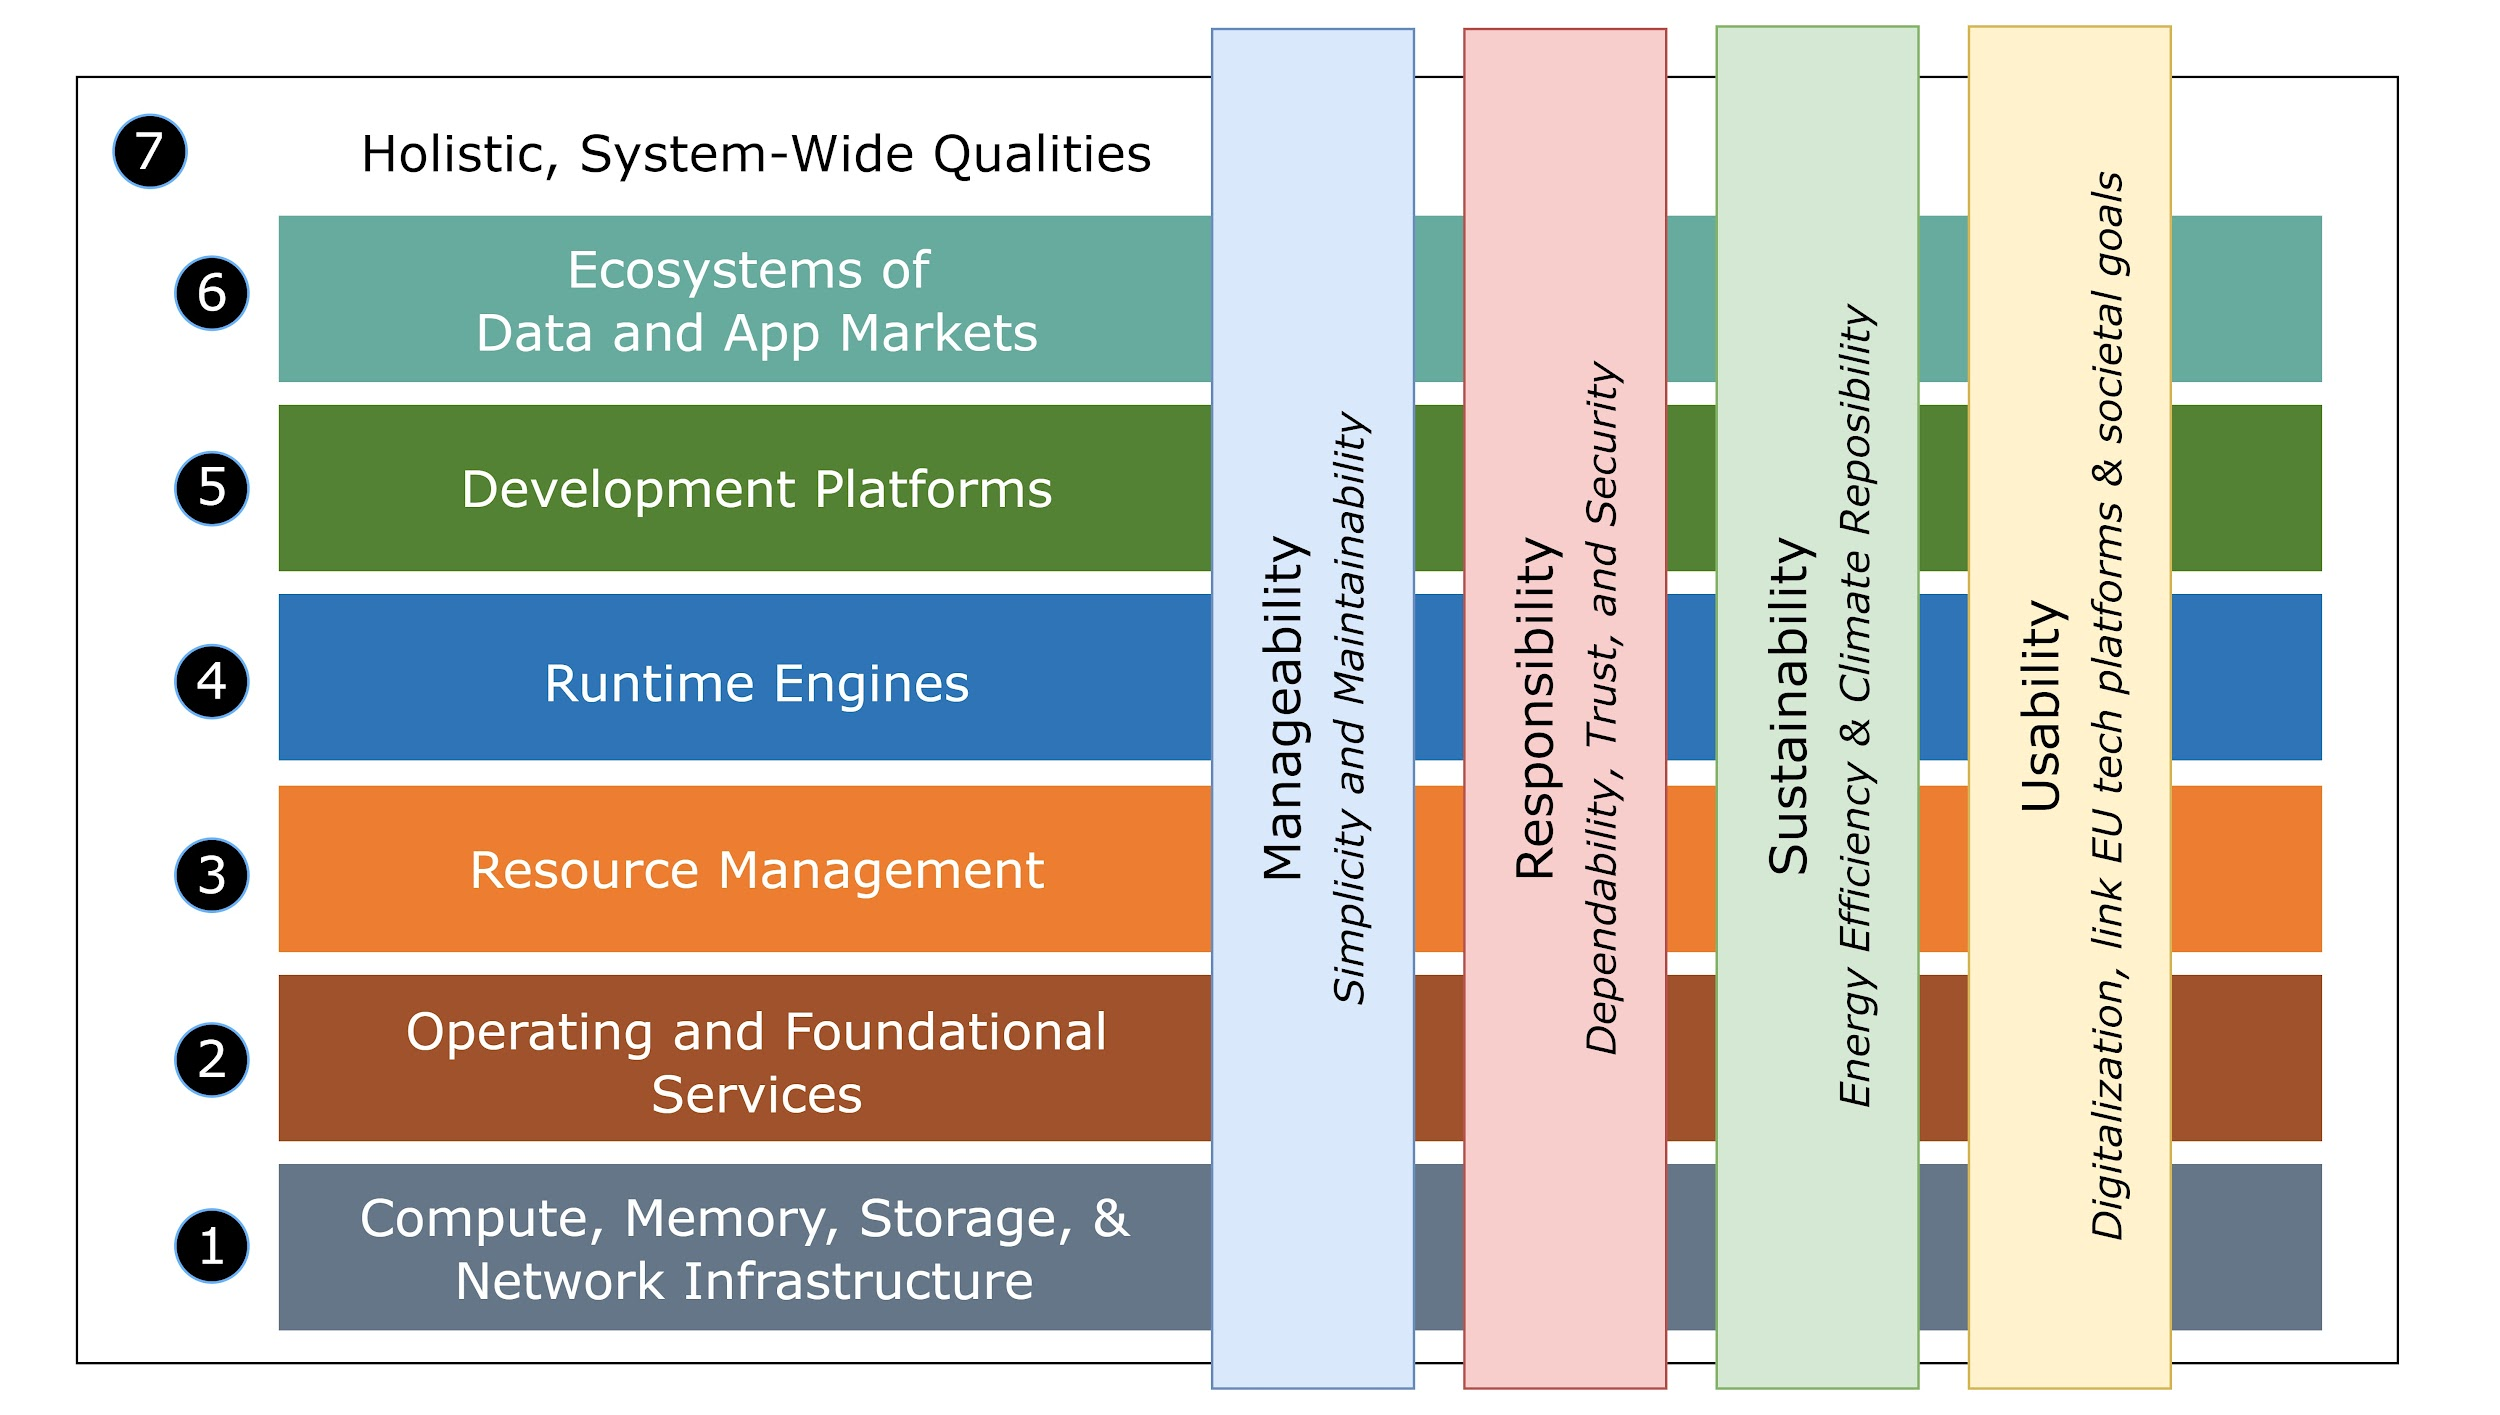 7
Holistic, System-Wide Qualities
6
Ecosystems of
Data and App Markets
5
Development Platforms
4
Runtime Engines
3
Resource Management
2
Operating and Foundational
Services
1
Compute, Memory, Storage, &
Network Infrastructure
Manageability
Simplicity and Maintainability
Responsibility
Dependability, Trust, and Security
Sustainability
Energy Efficiency & Climate Reposibility
Usability
Digitalization, link EU tech platforms & societal goals